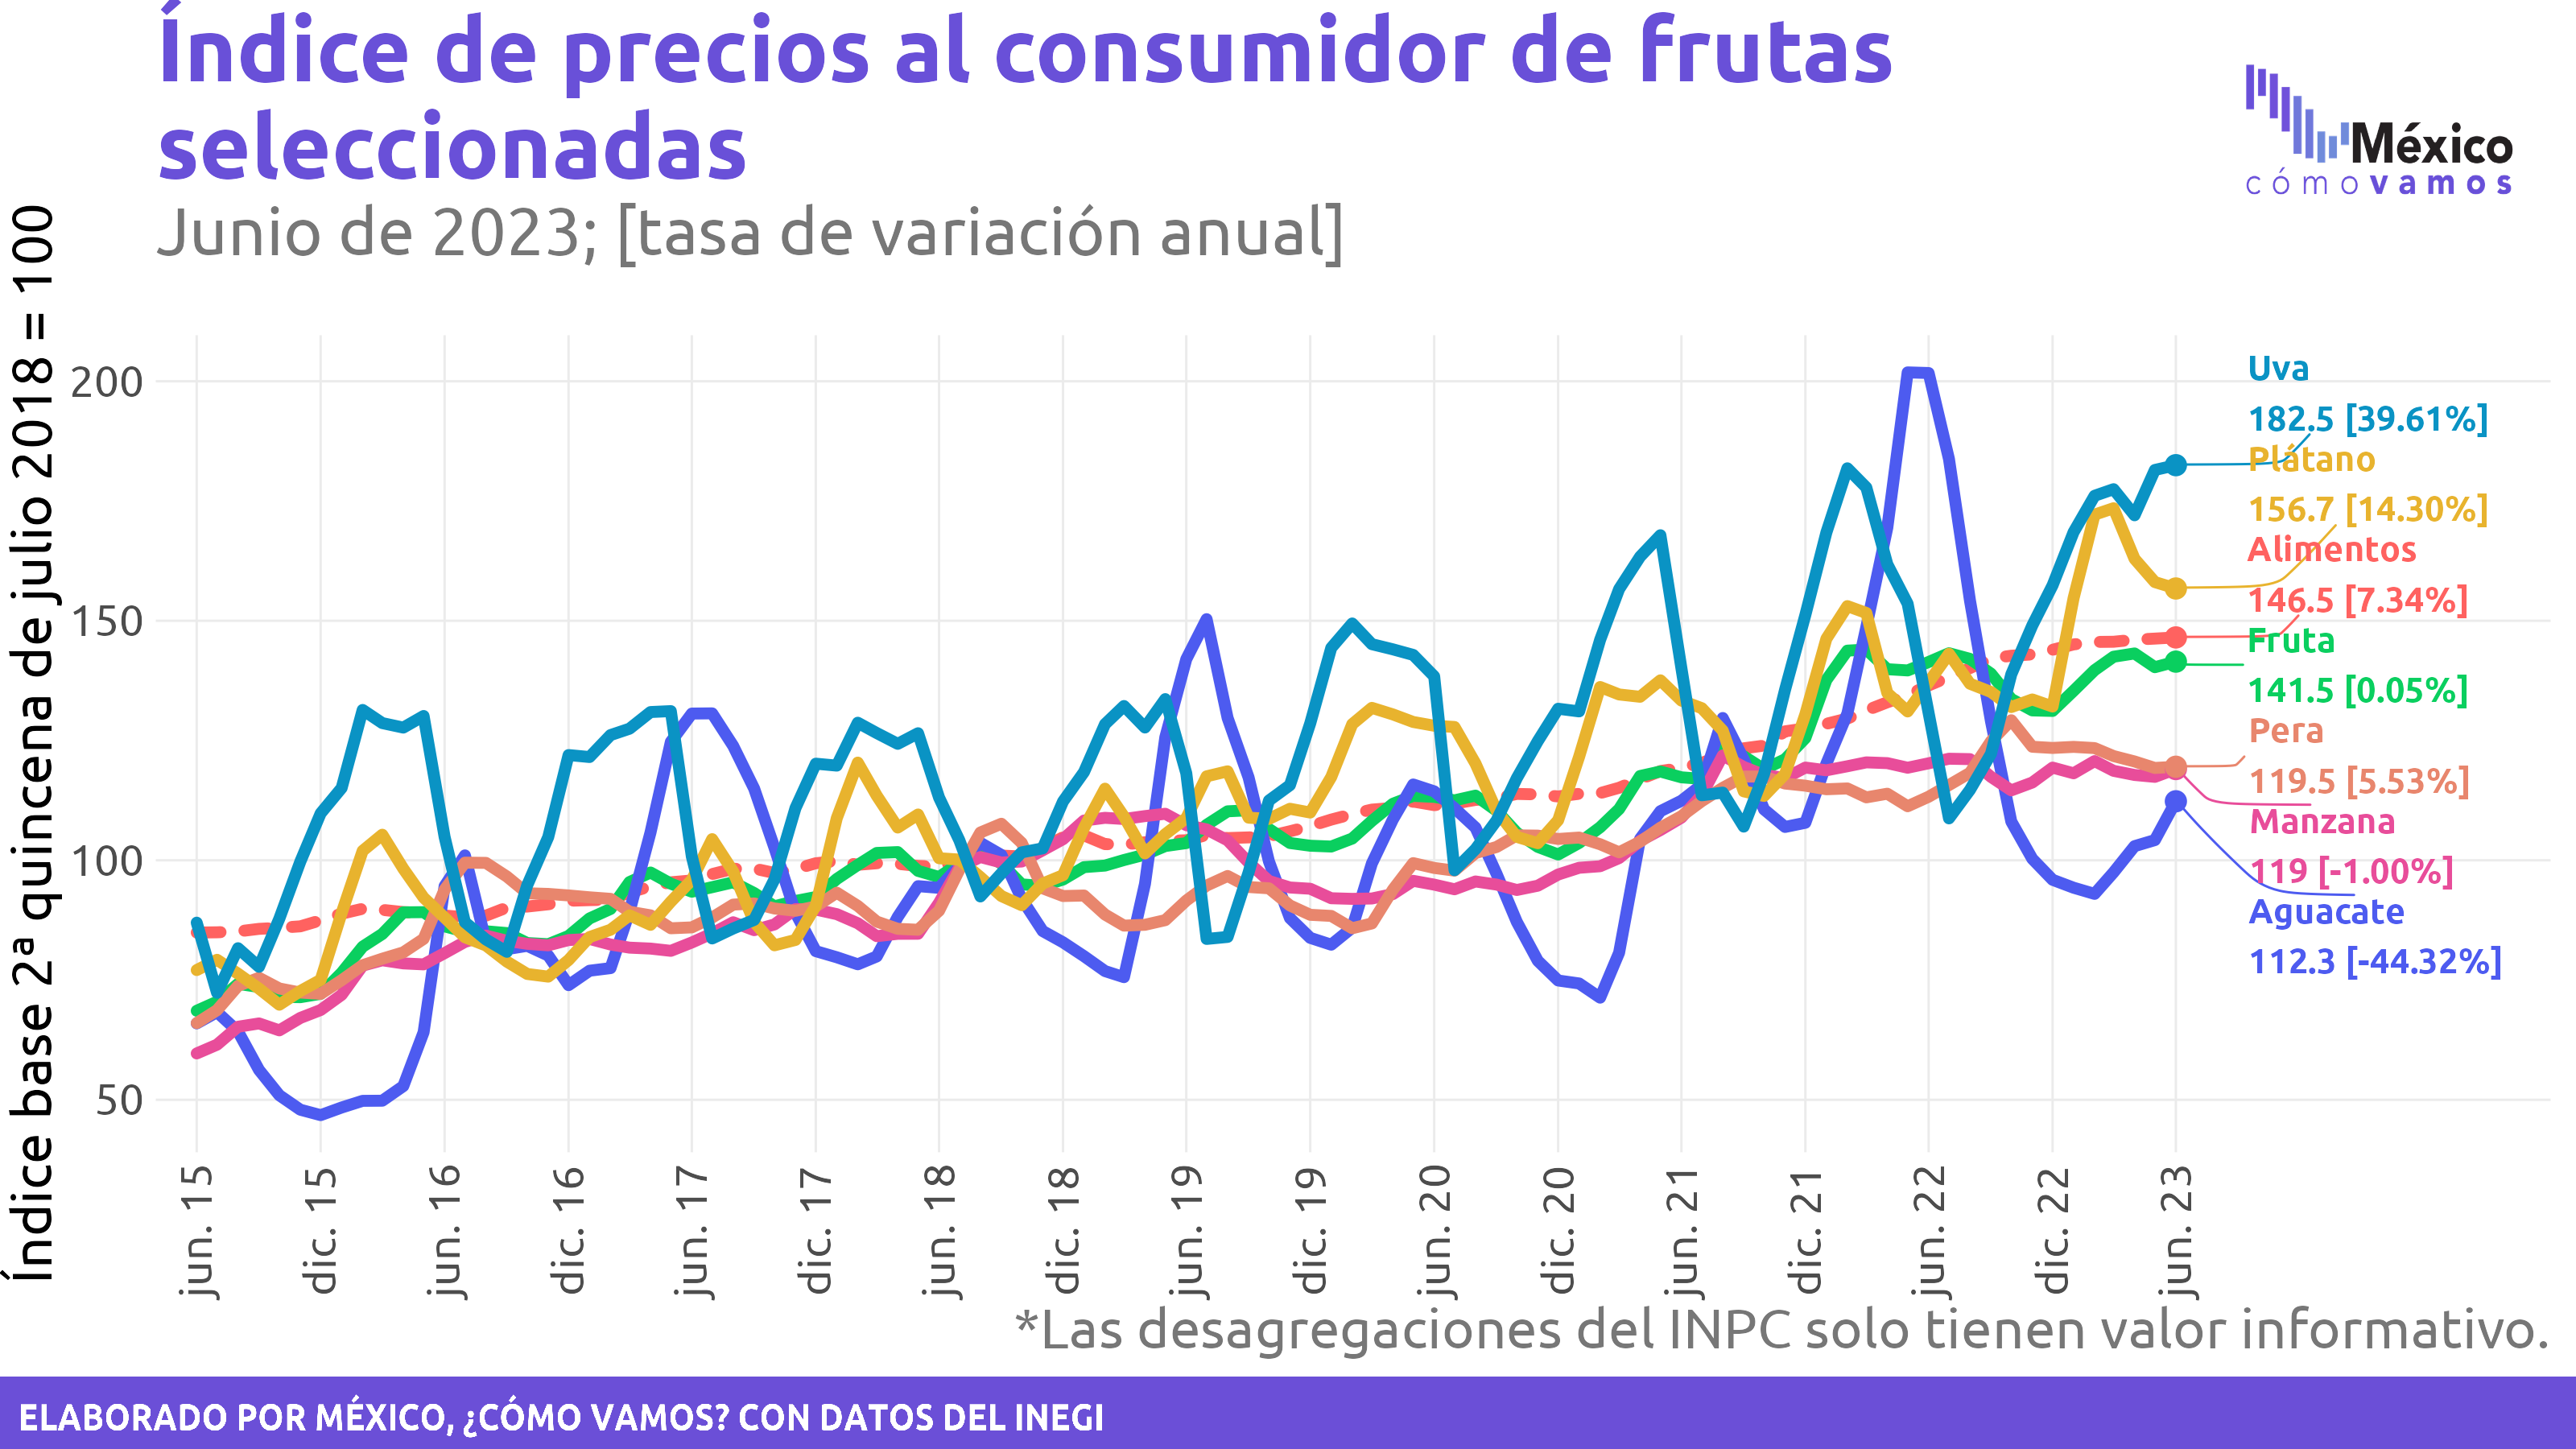 Índice de precios al consumidor de frutas
seleccionadas
Junio de 2023; [tasa de variación anual]
México
cómo vamos
Índice base 2ª quincena de julio 2018 = 100
200
150
100
50
Uva
182.5 [39.61%]
Plátano
156.7 [14.30%]
Alimentos
146.5 [7.34%]
Fruta
141.5 [0.05%]
Pera
119.5 [5.53%]
Manzana
119 [-1.00%]
Aguacate
112.3 [-44.32%]
jun. 15
dic. 15
jun. 16
dic. 16
jun. 17
dic. 17
jun. 18
dic. 18
jun. 19
dic. 19
jun. 20
dic. 20
jun. 21
dic. 21
jun. 22
dic. 22
jun. 23
*Las desagregaciones del INPC solo tienen valor informativo.
ELABORADO POR MÉXICO, ¿CÓMO VAMOS? CON DATOS DEL INEGI